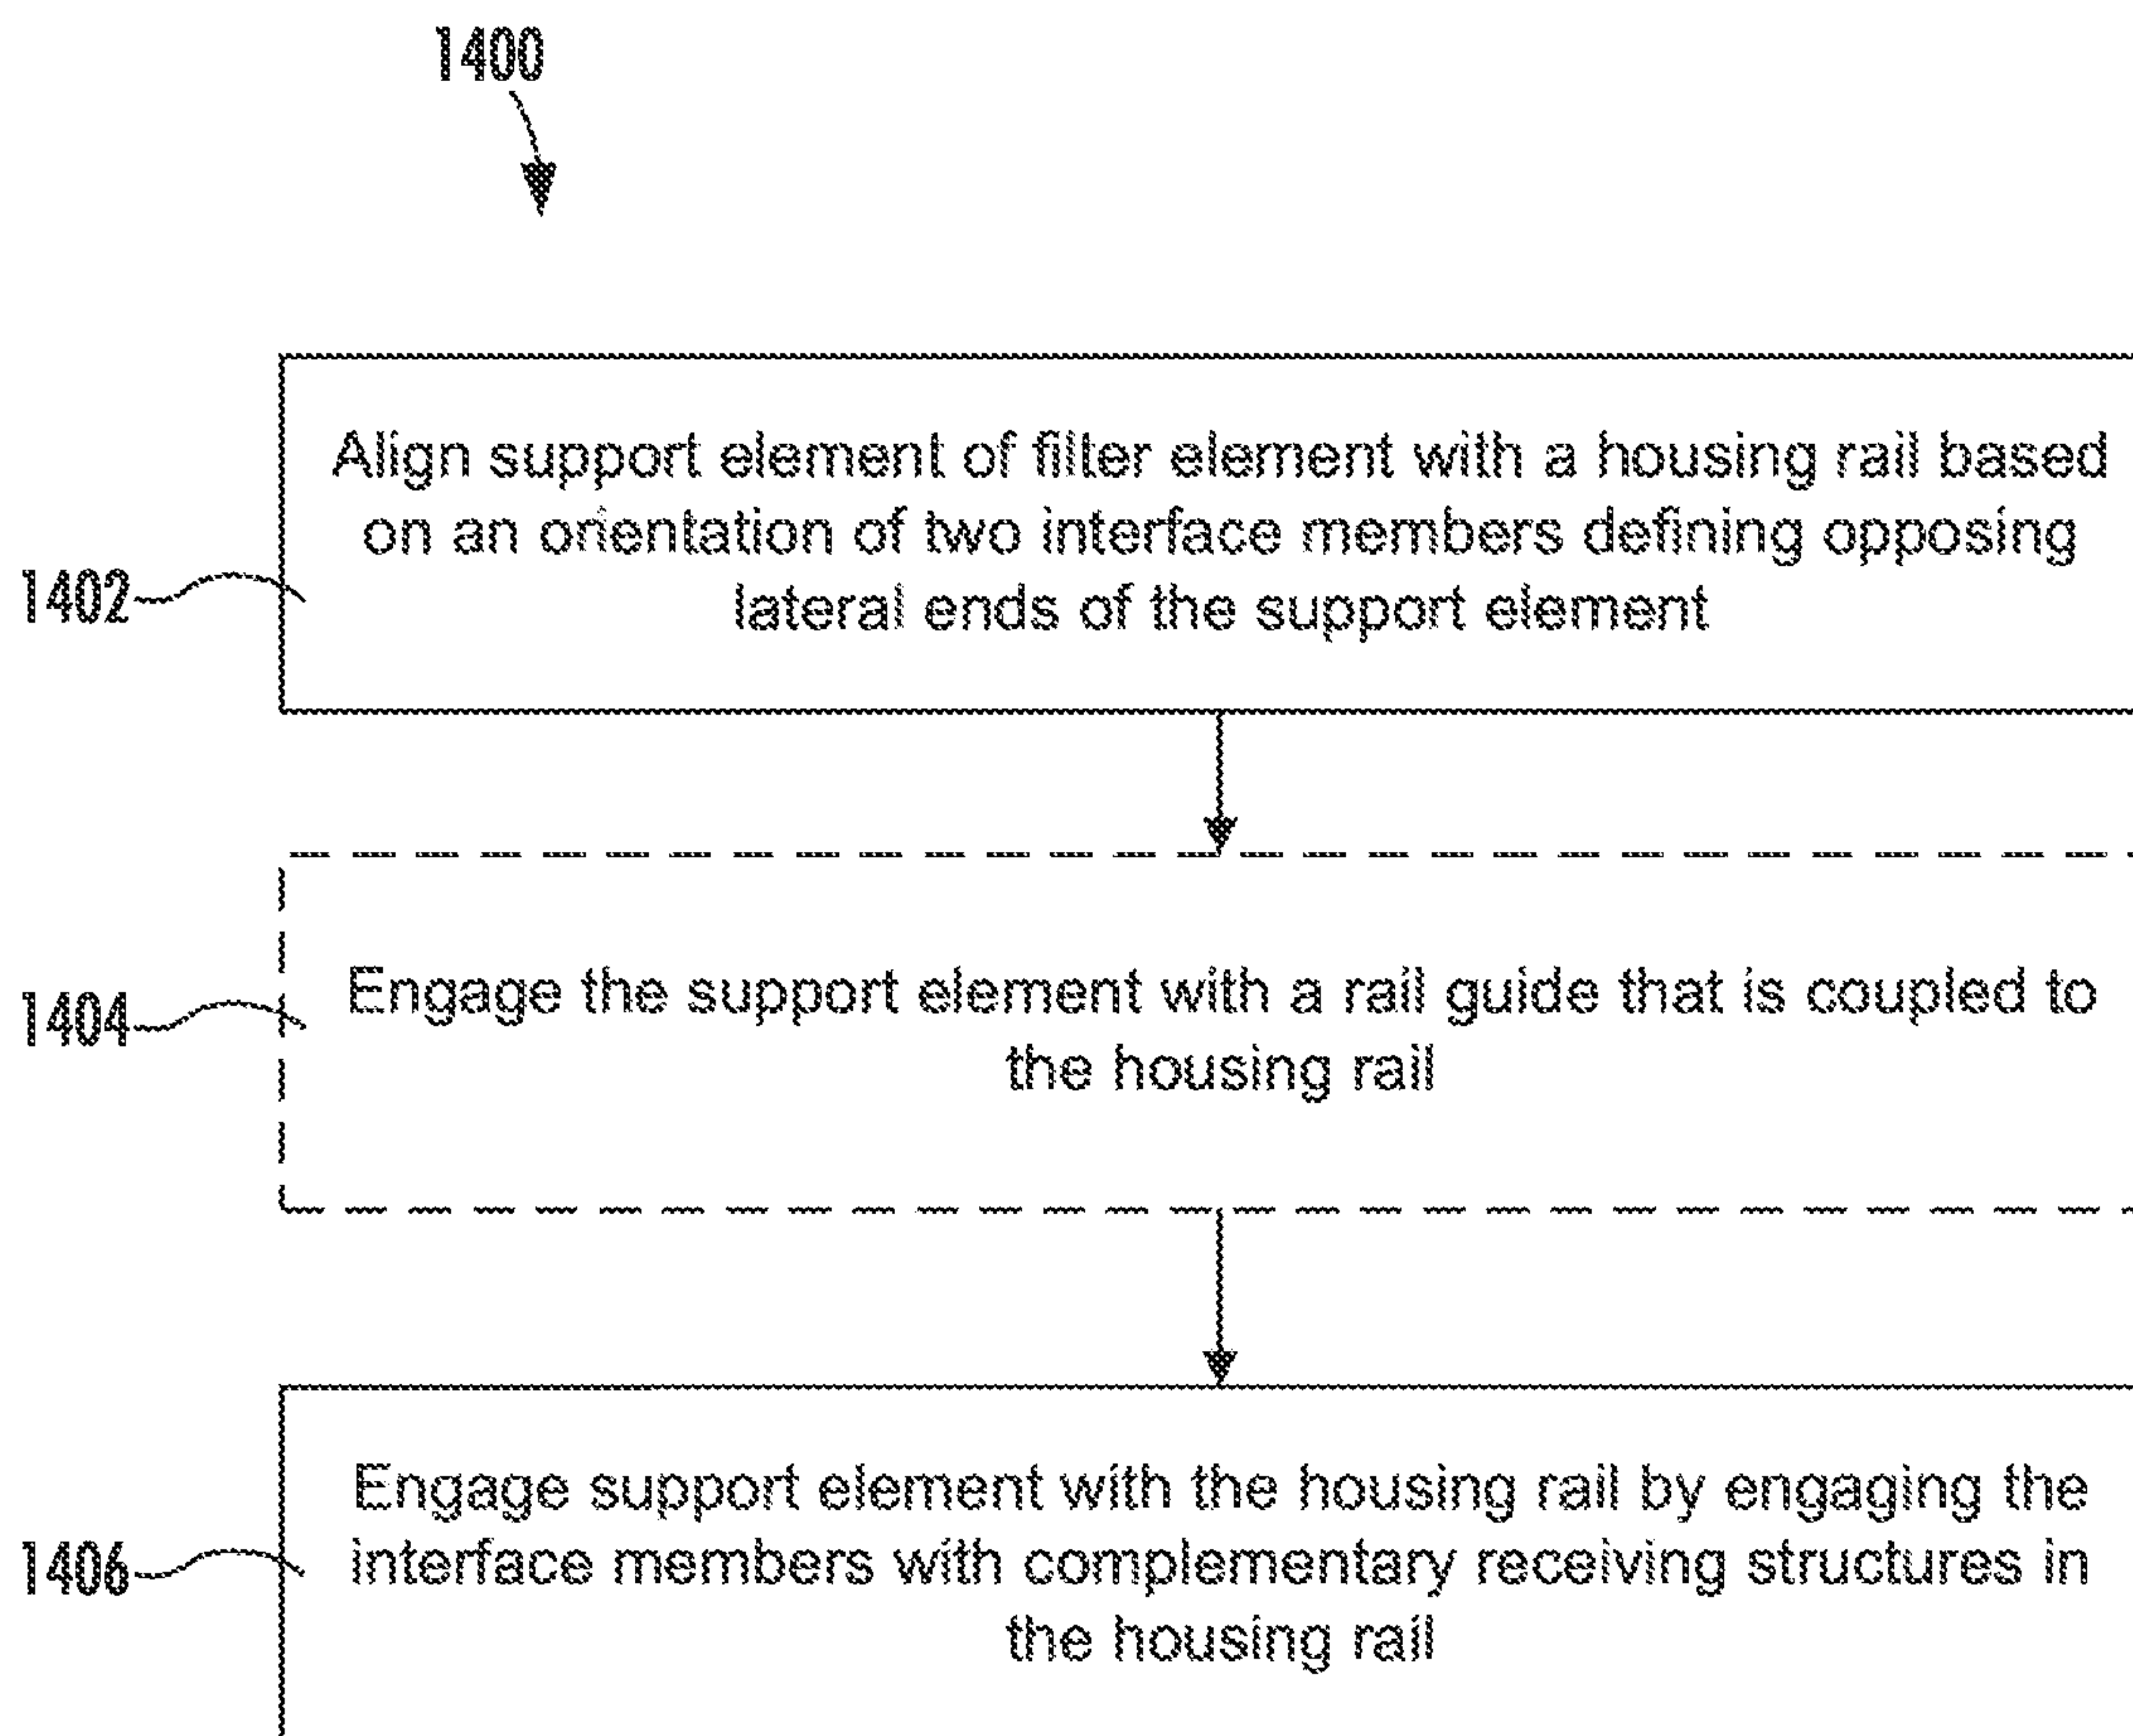 1400
Align support element of filter element with a housing rail based
on an orientation of two interface members defining opposing
lateral ends of the support element
1402
Engage the support element with a rail guide that is coupled to
the housing rail
1404
Engage support element with the housing rail by engaging the
interface members with complementary receiving structures in
the housing rail
1406